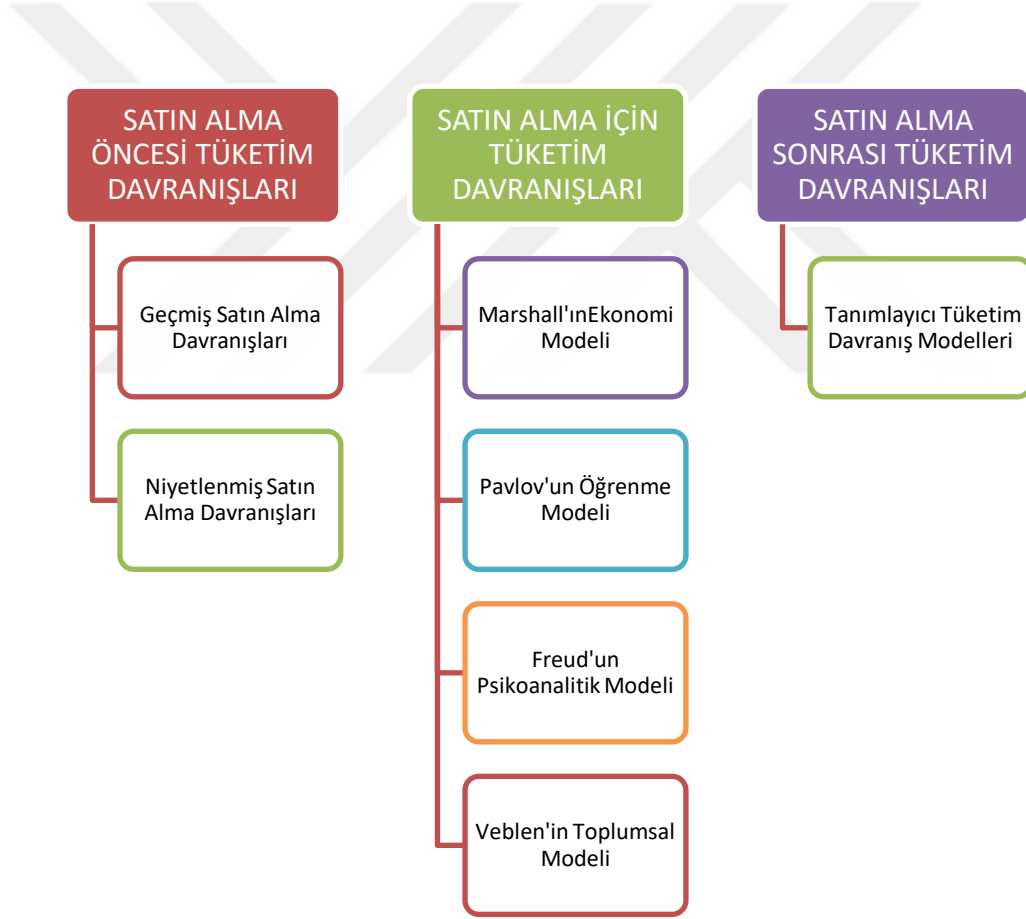 SATIN ALMA
ÖNCESİ TÜKETİM
DAVRANIŞLARI
Geçmiş Satın Alma
Davranışları
Niyetlenmiş Satın
Alma Davranışları
SATIN ALMA İÇİN
TÜKETİM
DAVRANIŞLARI
Marshall'ınEkonomi
Modeli
Pavlov'un Öğrenme
Modeli
Freud'un
Psikoanalitik Modeli
Veblen'in Toplumsal
Modeli
SATIN ALMA
SONRASI TÜKETİM
DAVRANIŞLARI
Tanımlayıcı Tüketim
Davranış Modelleri